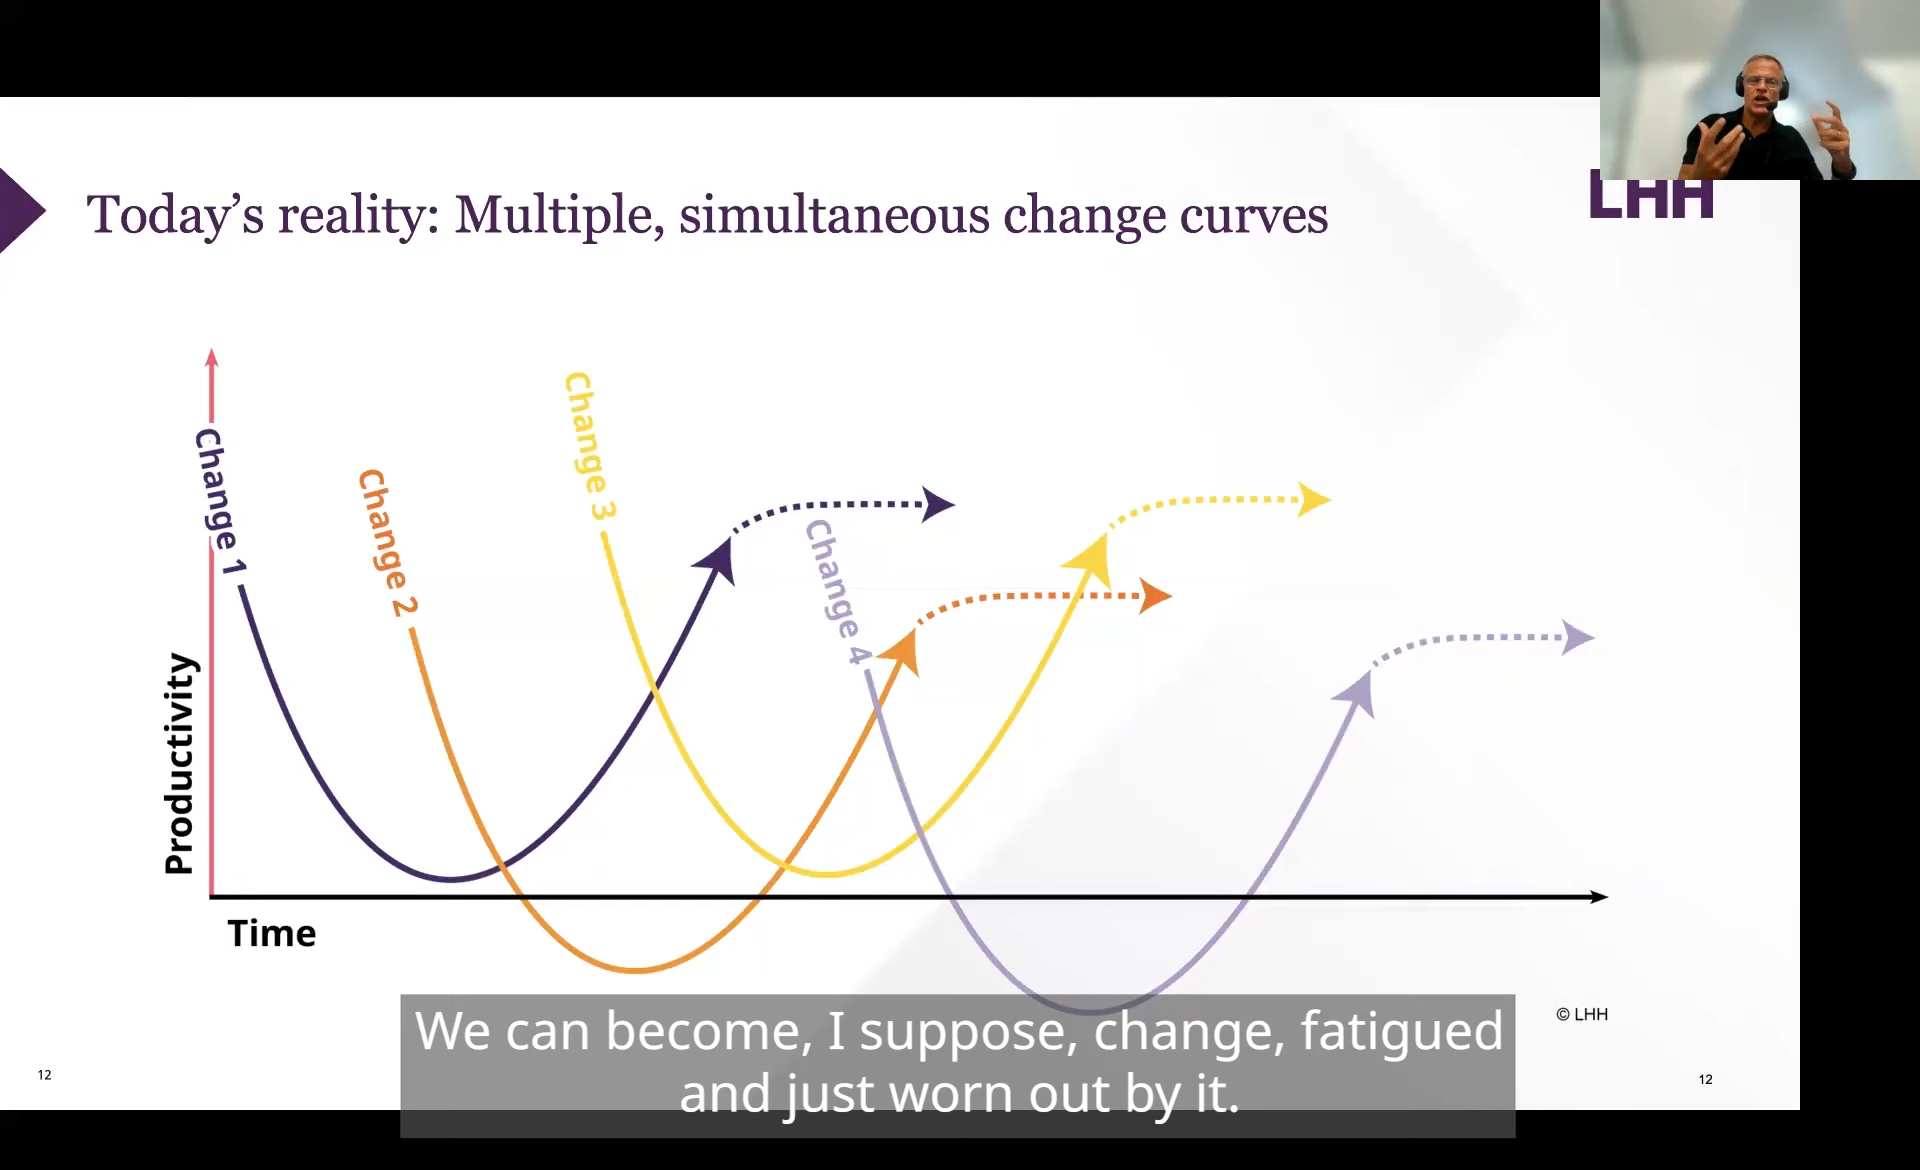 Today’s reality: Multiple, simultaneous change curves
LHH
Change 1
Change 2
Change 3
Change 4
Productivity
Time
© LHH
We can become, I suppose, change, fatigued
and just worn out by it.
12
12